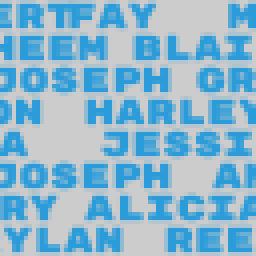 ERTFAY M
HEEM BLAI
JOSEPH GR
ON HARLEY
A JESSI
JOSEPH AN
RY ALICIA
YLAN REE